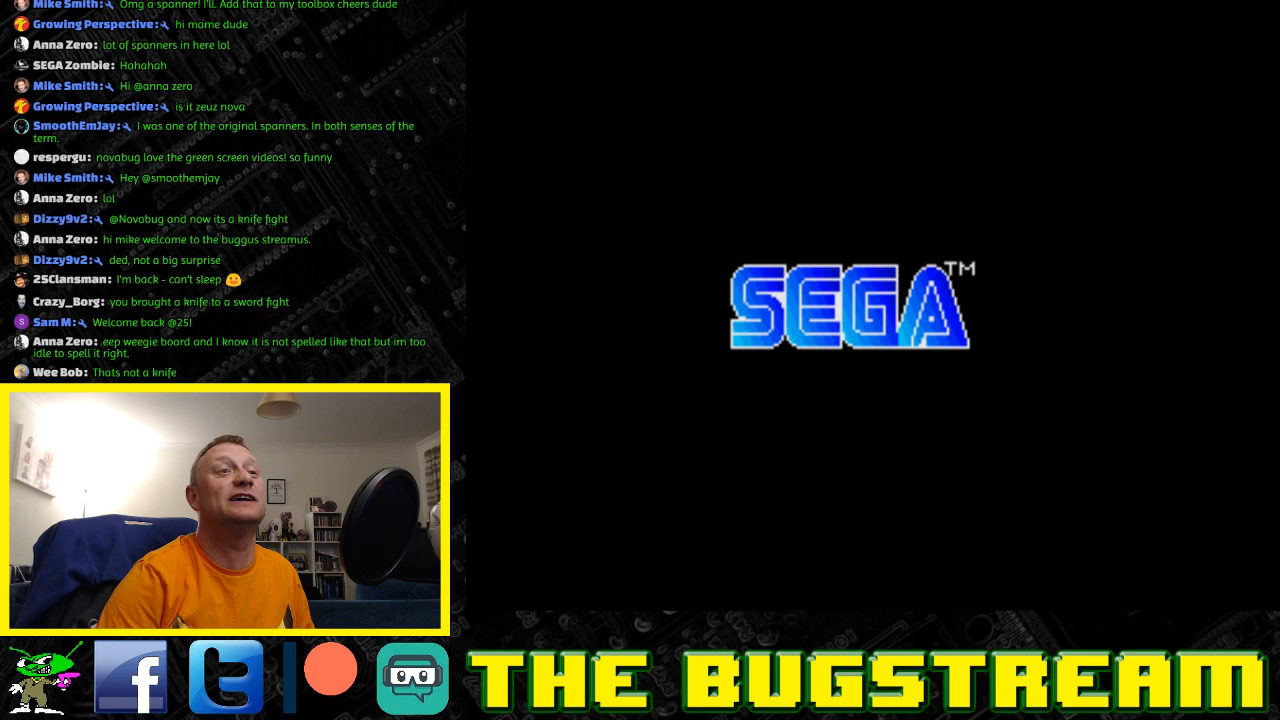 Mike Smith: Omg a spanner! I'll. Add that to my toolbox cheers dude
Growing Perspective: hi mame dude
Anna Zero: lot of spanners in here lol
SEGA Zombie: Hahahah
Mike Smith: Hi @anna zero
Growing Perspective: is it zeuz nova
SmoothEmJay: I was one of the original spanners. In both senses of the
term.
respergu: novabug love the green screen videos! so funny
Mike Smith: Hey @smoothemjay
Anna Zero: lol
Dizzy9v2: @Novabug and now its a knife fight
Anna Zero: hi mike welcome to the buggus streamus.
Dizzy9v2: ded, not a big surprise
25Clansman: I'm back - can't sleep
Crazy_Borg: you brought a knife to a sword fight
S Sam M: Welcome back @25!
Anna Zero: eep weegie board and I know it is not spelled like that but im too
idle to spell it right.
Wee Bob: Thats not a knife
SEGA TM
f t THE BUGSTREAM